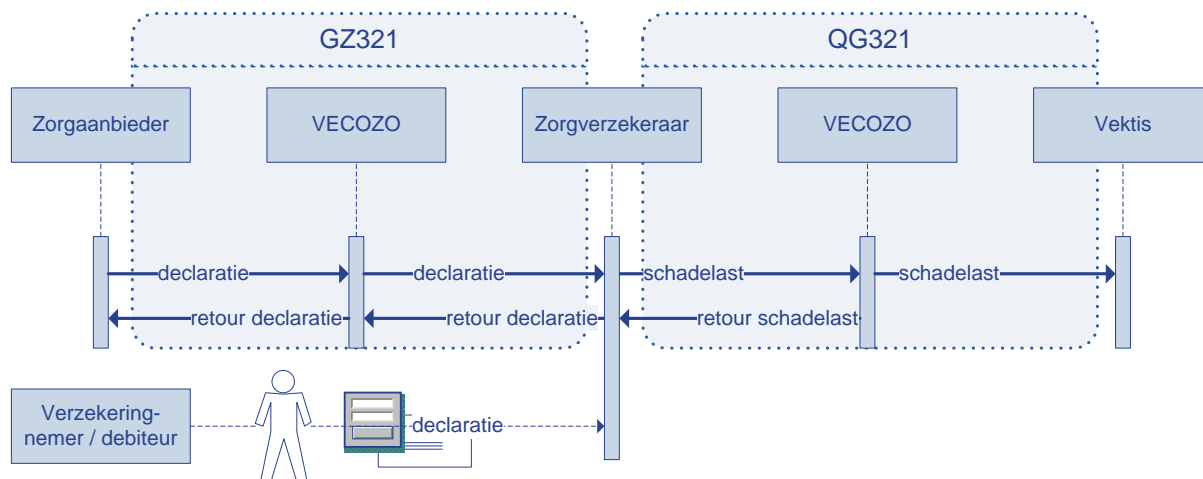 GZ321
QG321
Zorgaanbieder
VECOZO
Zorgverzekeraar
VECOZO
Vektis
declaratie
declaratie
schadelast
schadelast
retour declaratie
retour declaratie
retour schadelast
Verzekering-
nemer / debiteur
declaratie